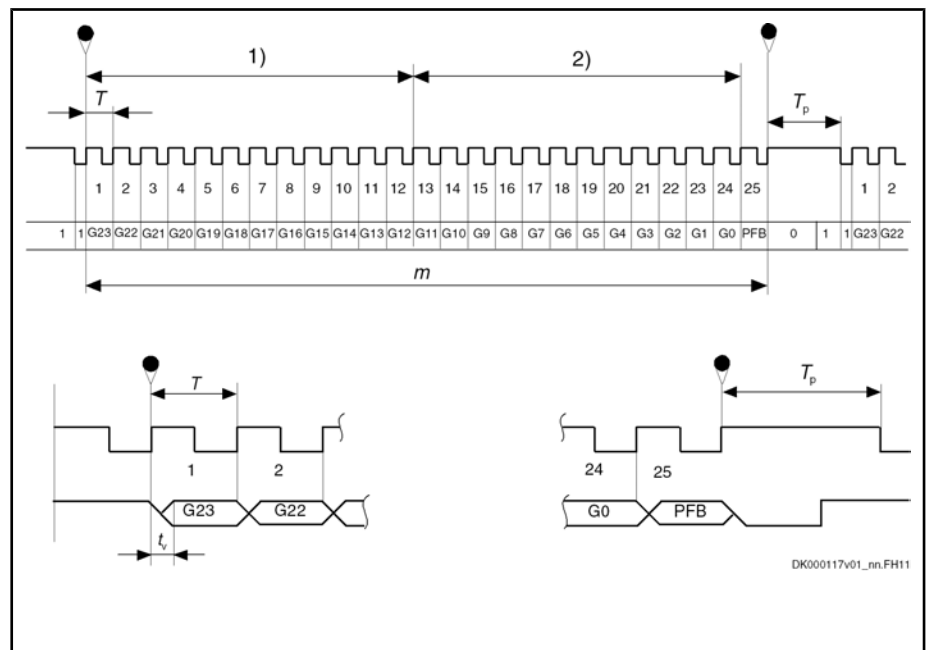 1) 2)
T Tp
1 2 3 4 5 6 7 8 9 10 11 12 13 14 15 16 17 18 19 20 21 22 23 24 25 1 2
1 1 G23 G22 G21 G20 G19 G18 G17 G16 G15 G14 G13 G12 G11 G10 G9 G8 G7 G6 G5 G4 G3 G2 G1 G0 PFB 0 1 1 G23 G22
m
T Tp
1 2 24 25
G23 G22 G0 PFB
tv
DK000117v01_nn.FH11